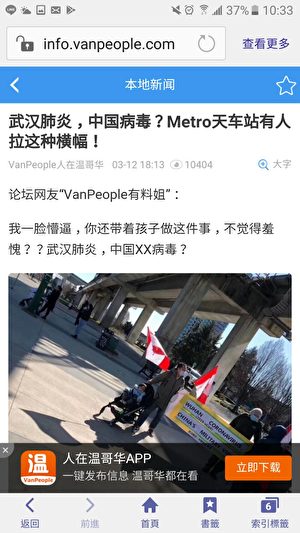 37% 10:33
info.vanpeople.com
查看更多
本地新闻
武汉肺炎，中国病毒？Metro天车站有人
拉这种横幅！
VanPeople人在温哥华 03-12 18:13 10404 大字
论坛网友“VanPeople有料姐”：
我一脸懵逼，你还带着孩子做这件事，不觉得羞
愧？？武汉肺炎，中国XX病毒？
WUHAN CORONAVIRUS
CHINA'S
温
VanPeople
人在温哥华APP
一键发布信息 温哥华都在看
立即下载
6
返回 前進 首頁 書籤 索引標籤